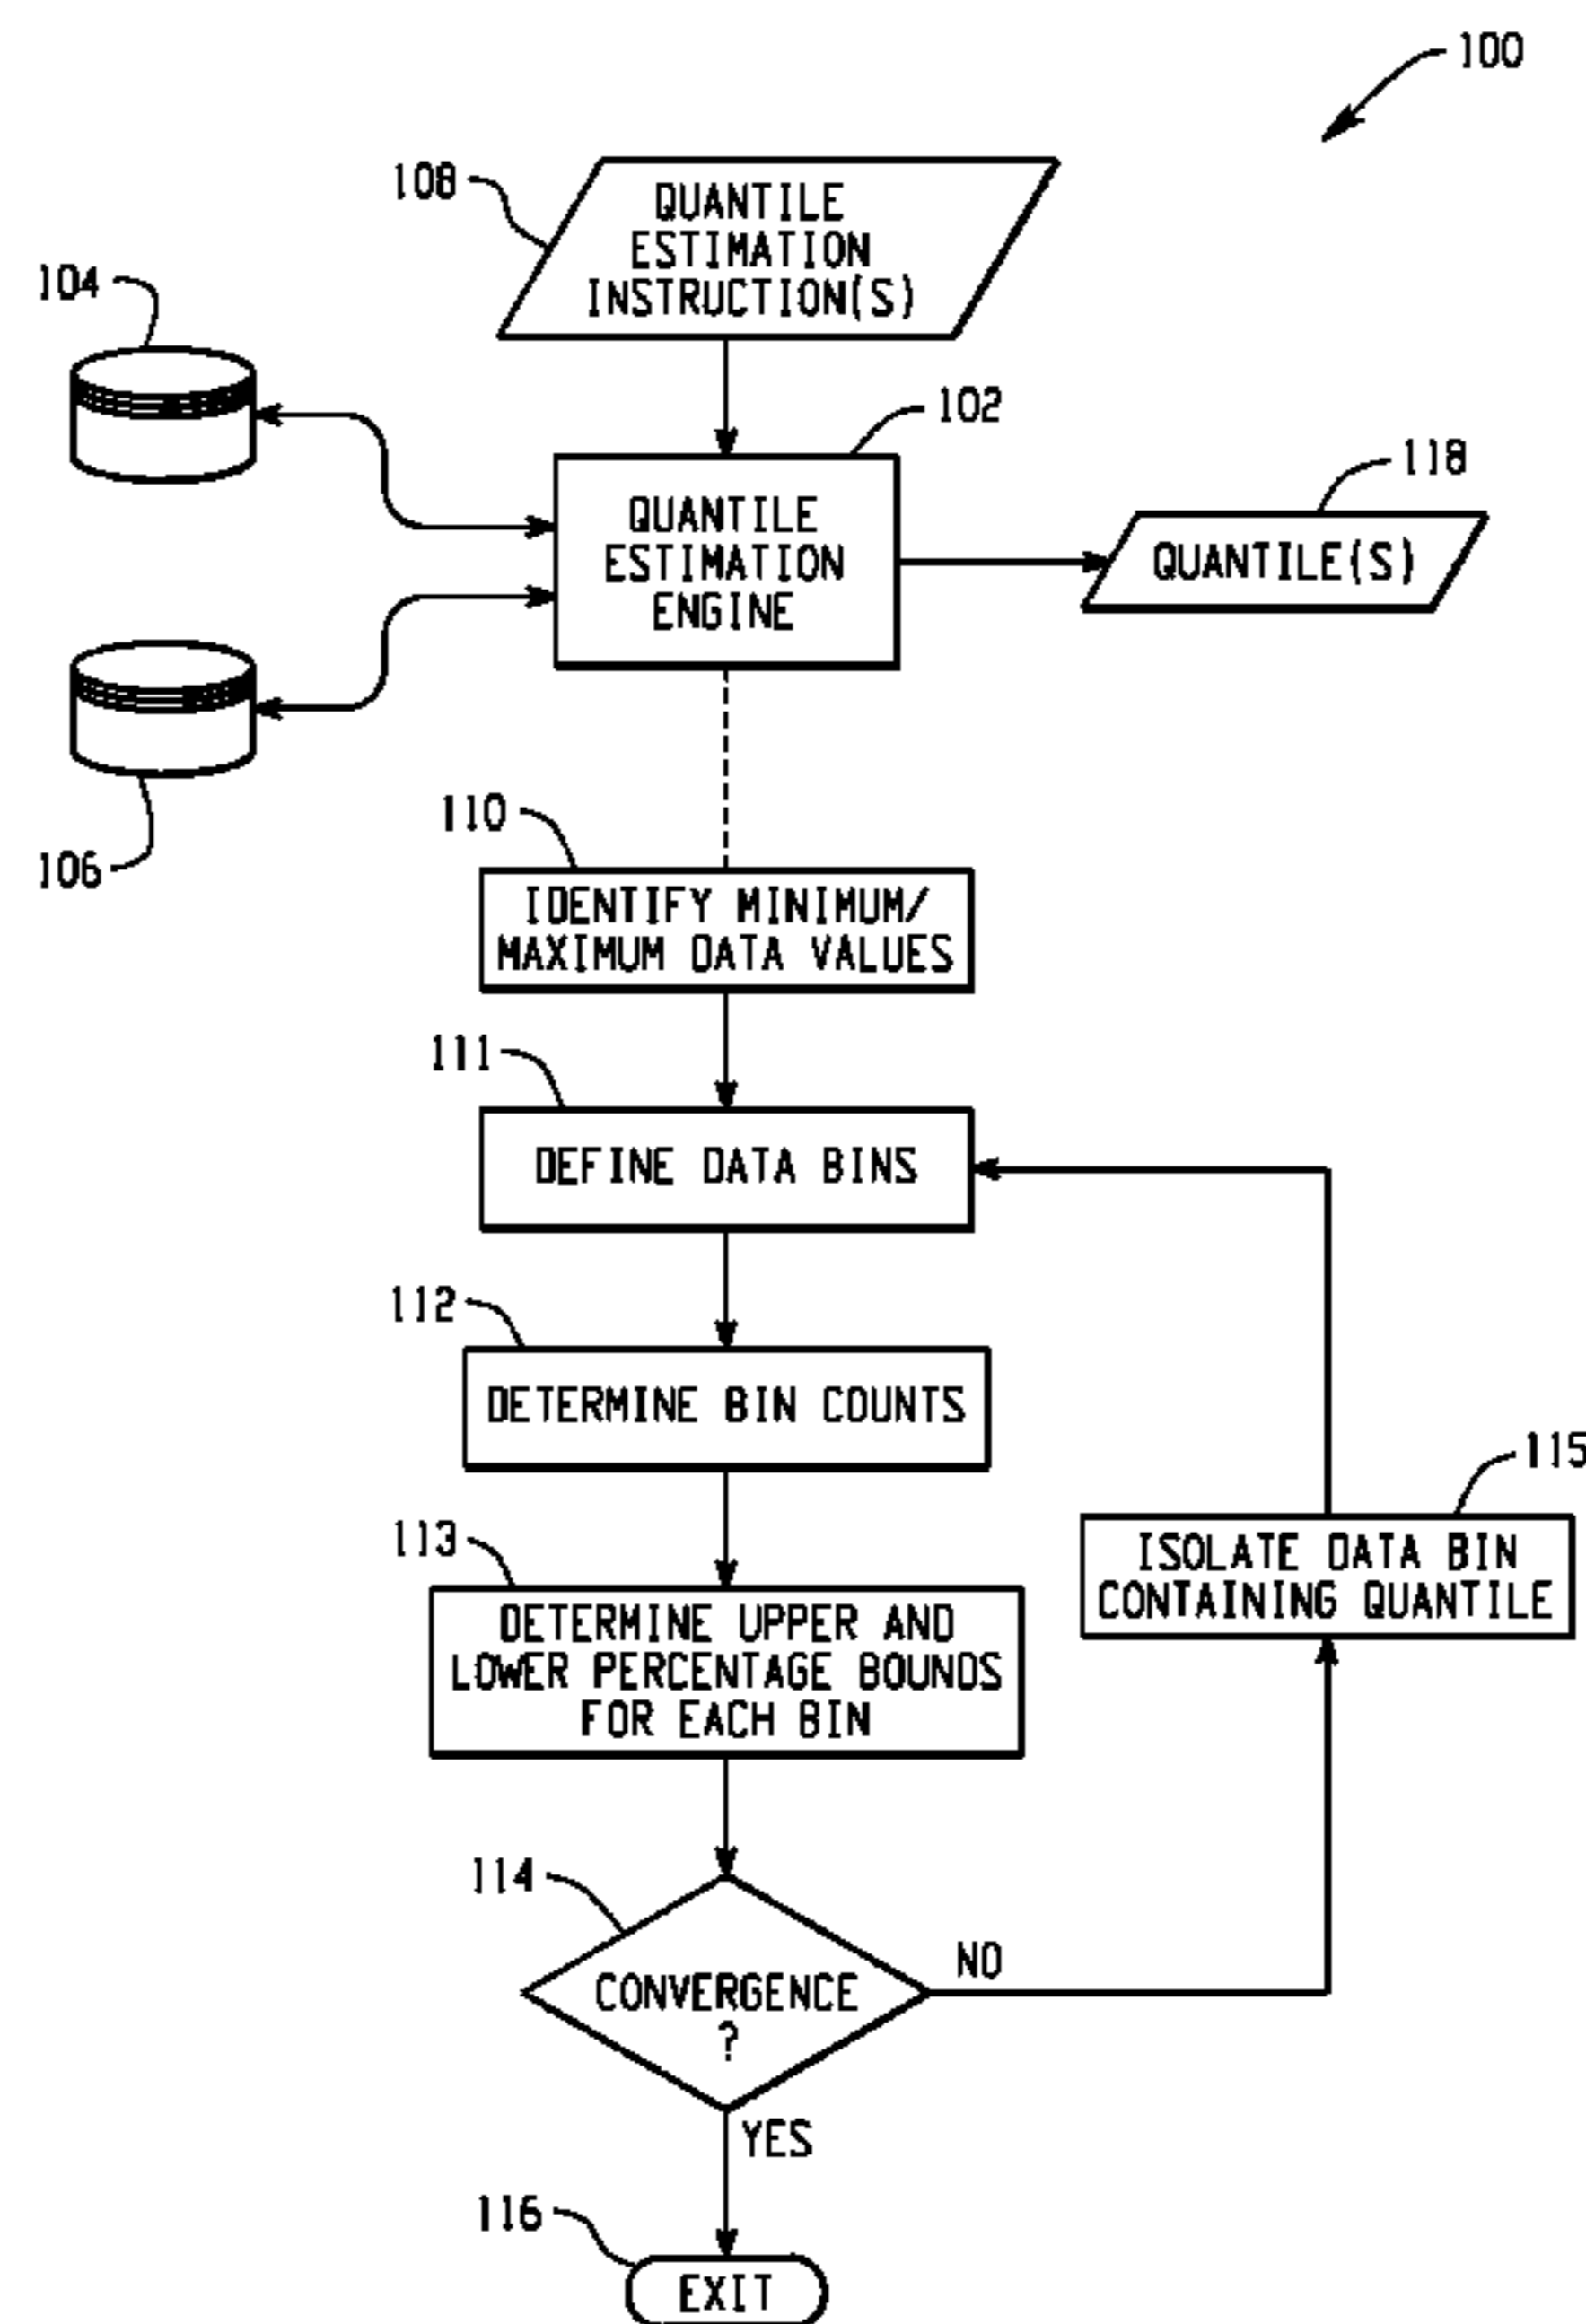 100
108
QUANTILE
ESTIMATION
INSTRUCTION(S)
104
102
QUANTILE
ESTIMATION
ENGINE
118
QUANTILE(S)
106
110
IDENTIFY MINIMUM/
MAXIMUM DATA VALUES
111
DEFINE DATA BINS
112
DETERMINE BIN COUNTS
113
DETERMINE UPPER AND
LOWER PERCENTAGE BOUNDS
FOR EACH BIN
115
ISOLATE DATA BIN
CONTAINING QUANTILE
114
CONVERGENCE
?
NO
YES
116
EXIT